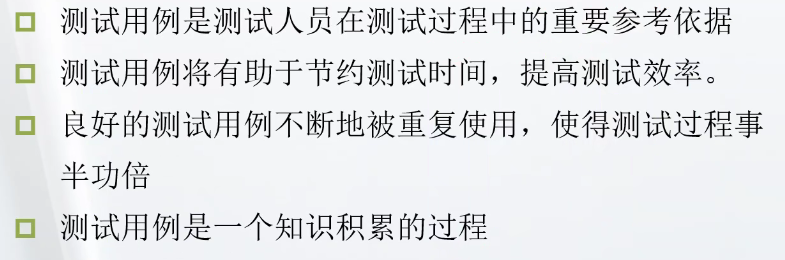 测试用例是测试人员在测试过程中的重要参考依据
测试用例将有助于节约测试时间，提高测试效率。
良好的测试用例不断地被重复使用，使得测试过程事
半功倍
测试用例是一个知识积累的过程